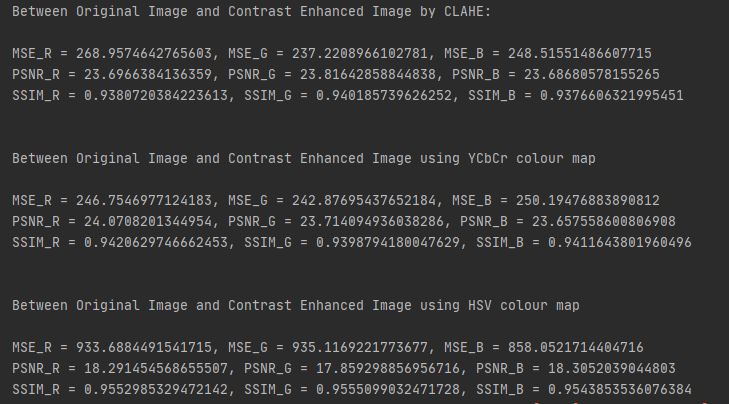 Between Original Image and Contrast Enhanced Image by CLAHE:
MSE_R = 268.9574642765603, MSE_G = 237.2208966102781, MSE_B = 248.51551486607715
PSNR_R = 23.6966384136359, PSNR_G = 23.81642858844838, PSNR_B = 23.68680578155265
SSIM_R = 0.9380720384223613, SSIM_G = 0.940185739626252, SSIM_B = 0.9376606321995451
Between Original Image and Contrast Enhanced Image using YCbCr colour map
MSE_R = 246.7546977124183, MSE_G = 242.87695437652184, MSE_B = 250.19476883890812
PSNR_R = 24.0708201344954, PSNR_G = 23.714094936038286, PSNR_B = 23.657558600806908
SSIM_R = 0.9420629746662453, SSIM_G = 0.9398794180047629, SSIM_B = 0.9411643801960496
Between Original Image and Contrast Enhanced Image using HSV colour map
MSE_R = 933.6884491541715, MSE_G = 935.1169221773677, MSE_B = 858.0521714404716
PSNR_R = 18.291454568655507, PSNR_G = 17.859298856956716, PSNR_B = 18.3052039044803
SSIM_R = 0.9552985329472142, SSIM_G = 0.9555099032471728, SSIM_B = 0.9543853536076384